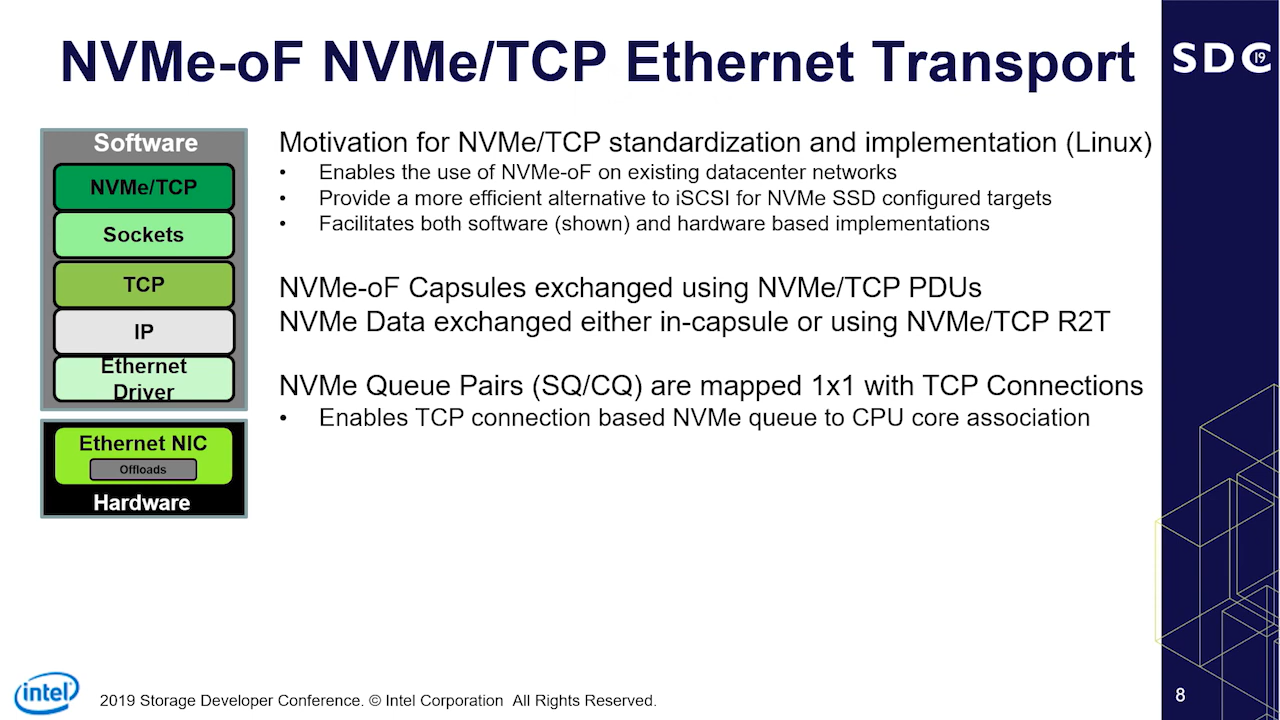 NVMe-oF NVMe/TCP Ethernet Transport
SDC 19
Software
NVMe/TCP
Sockets
TCP
IP
Ethernet
Driver
Ethernet NIC
Offloads
Hardware
Motivation for NVMe/TCP standardization and implementation (Linux)
• Enables the use of NVMe-oF on existing datacenter networks
• Provide a more efficient alternative to iSCSI for NVMe SSD configured targets
• Facilitates both software (shown) and hardware based implementations
NVMe-oF Capsules exchanged using NVMe/TCP PDUs
NVMe Data exchanged either in-capsule or using NVMe/TCP R2T
NVMe Queue Pairs (SQ/CQ) are mapped 1x1 with TCP Connections
• Enables TCP connection based NVMe queue to CPU core association
intel
2019 Storage Developer Conference. © Intel Corporation All Rights Reserved.
8